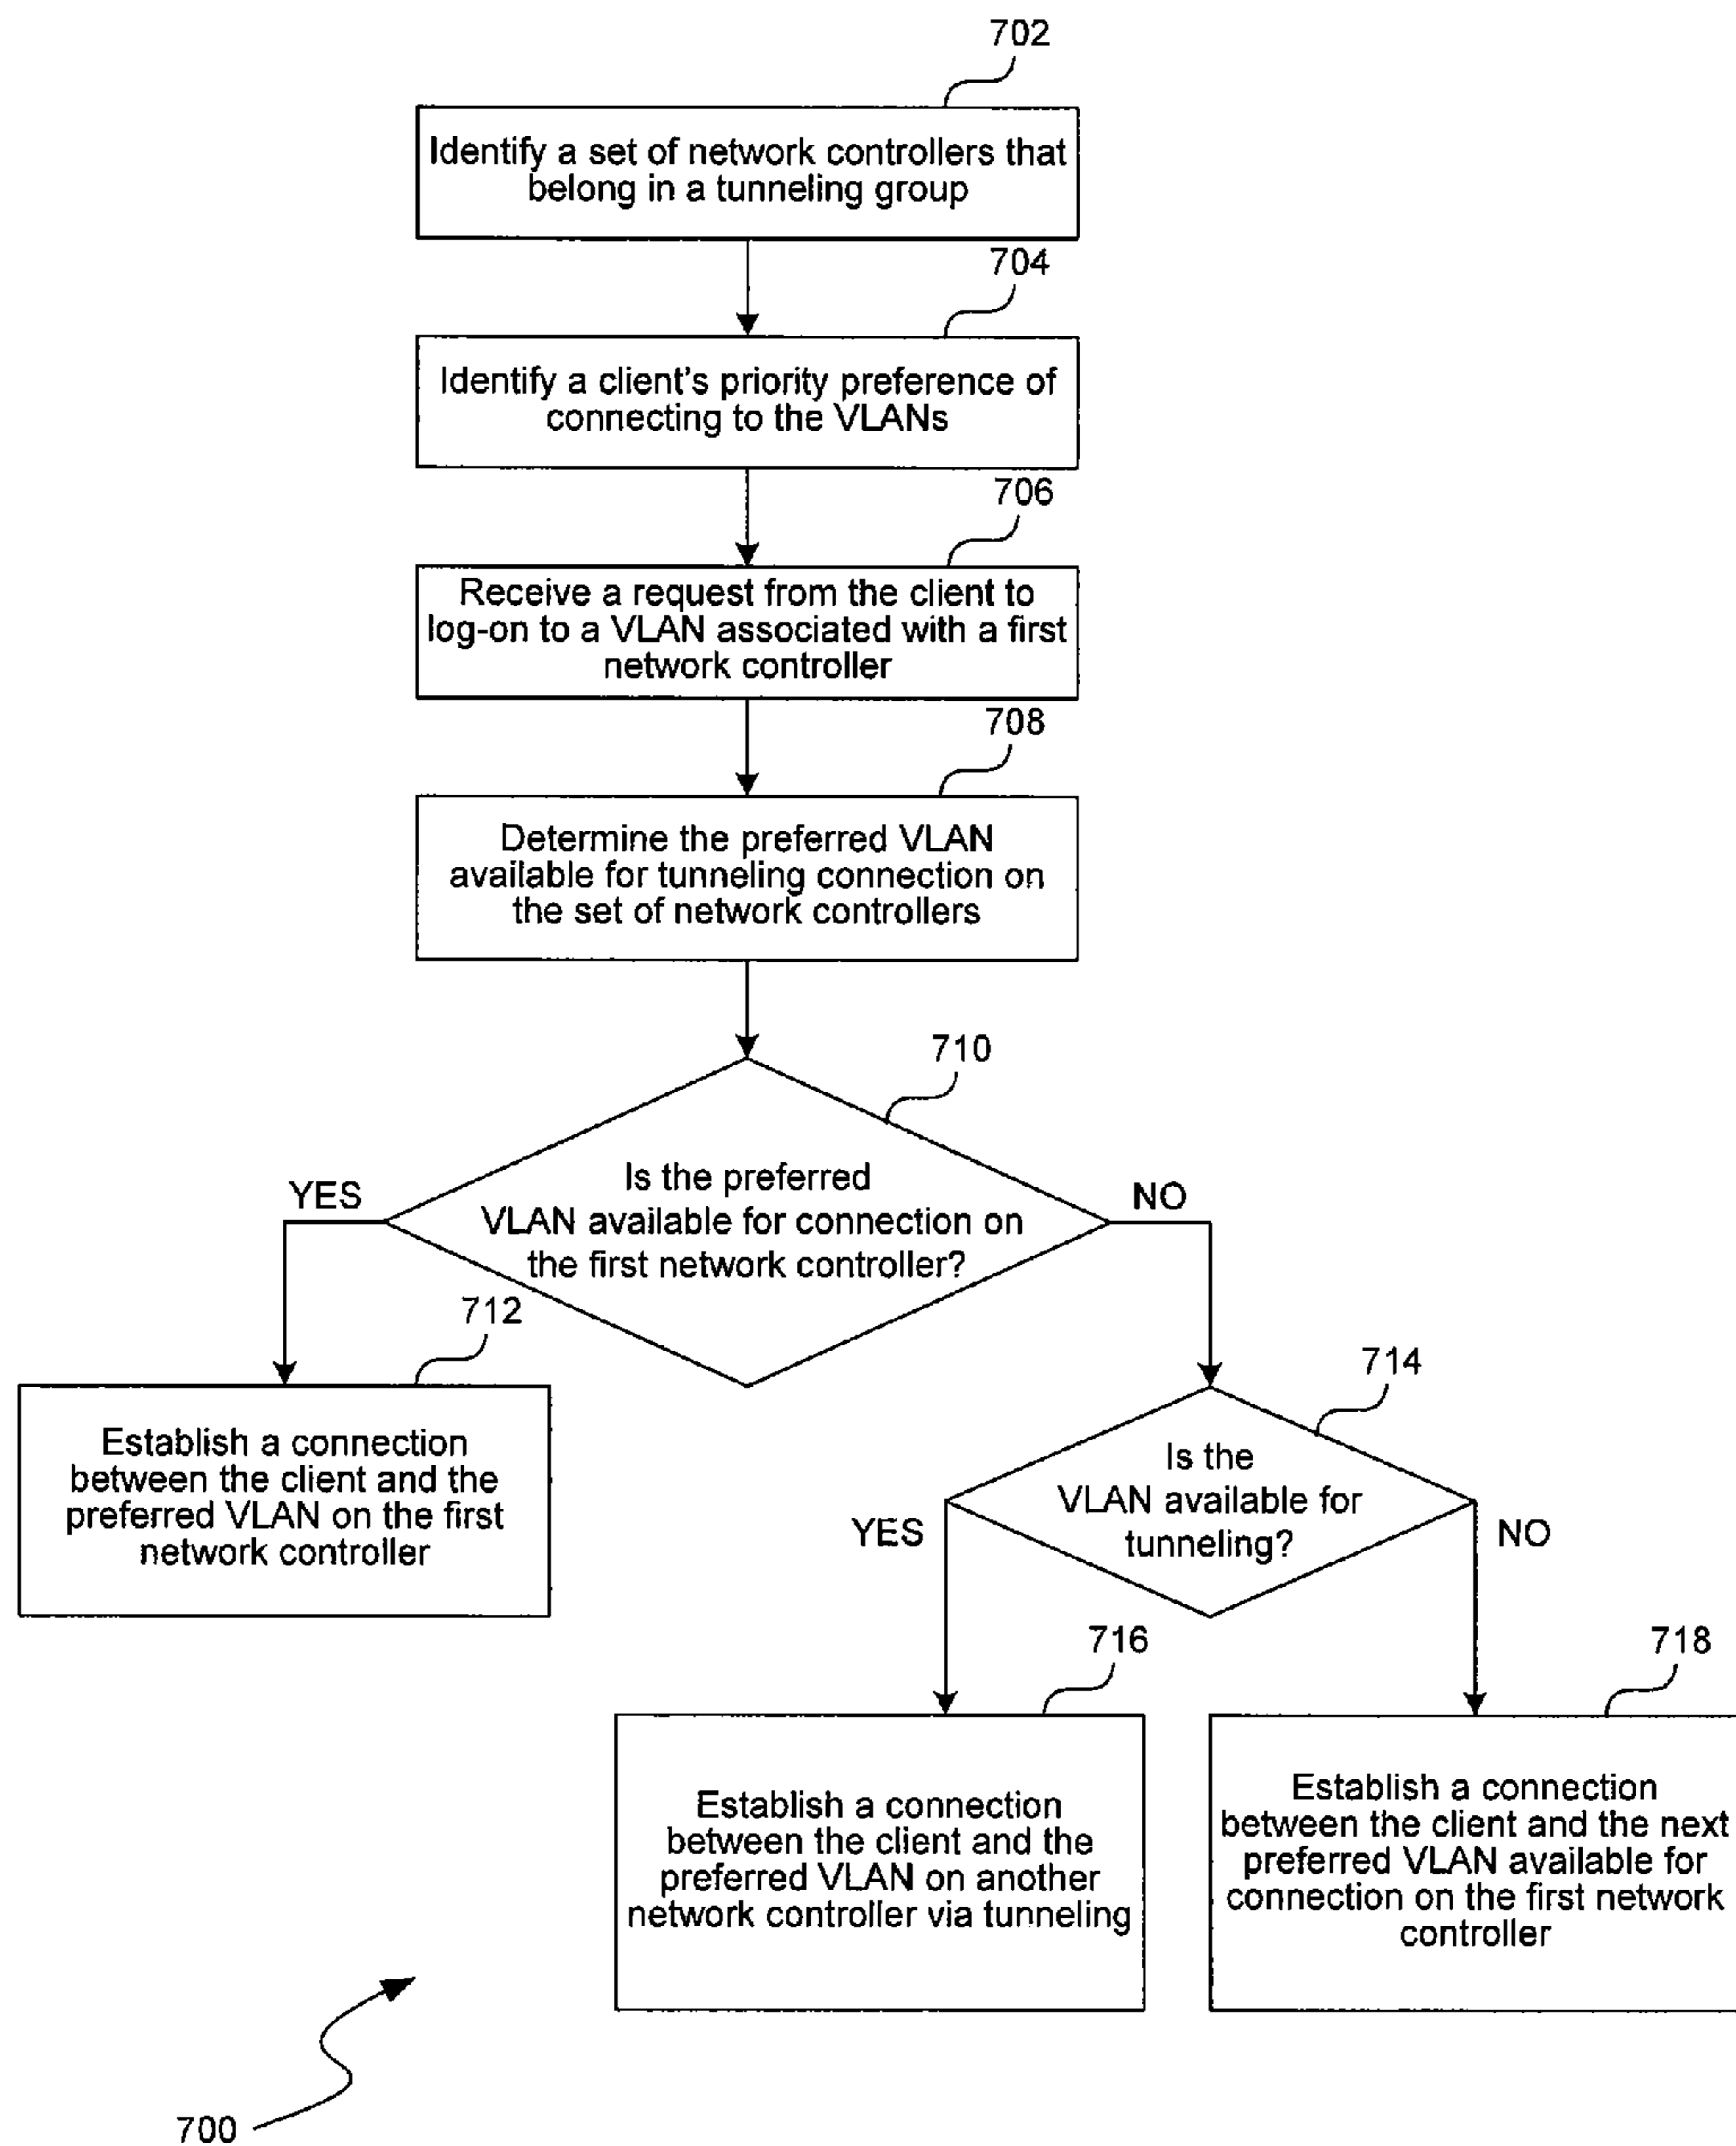 702
Identify a set of network controllers that
belong in a tunneling group
704
Identify a client's priority preference of
connecting to the VLANs
706
Receive a request from the client to
log-on to a VLAN associated with a first
network controller
708
Determine the preferred VLAN
available for tunneling connection on
the set of network controllers
710
Is the preferred
VLAN available for connection on
the first network controller?
YES
NO
712
Establish a connection
between the client and the
preferred VLAN on the first
network controller
714
Is the
VLAN available for
tunneling?
YES
NO
716
Establish a connection
between the client and the
preferred VLAN on another
network controller via tunneling
718
Establish a connection
between the client and the next
preferred VLAN available for
connection on the first network
controller
700